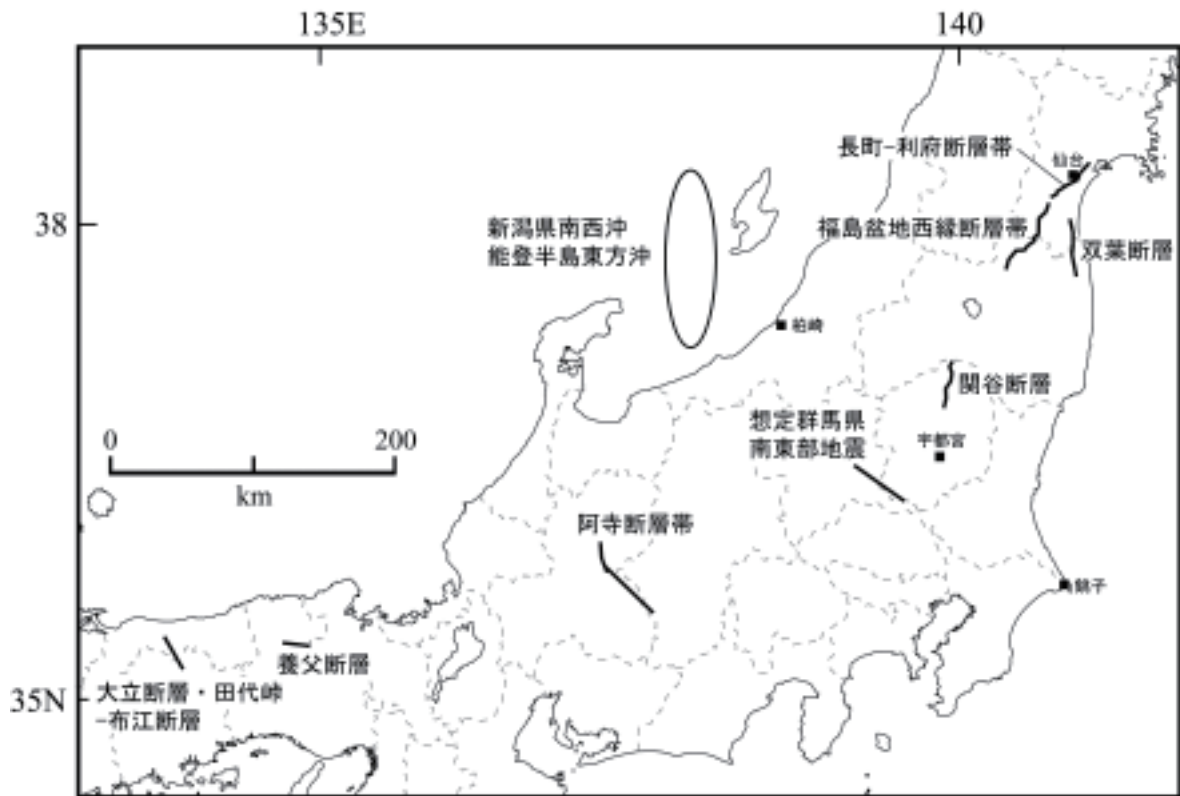 135E
140
長町-利府断層帯
仙台
38
新潟県南西沖
能登半島東方沖
福島盆地西縁断層帯
双葉断層
柏崎
関谷断層
想定群馬県
南東部地震
宇都宮
0
200
km
阿寺断層帯
銚子
養父断層
大立断層・田代峠
-布江断層
35N